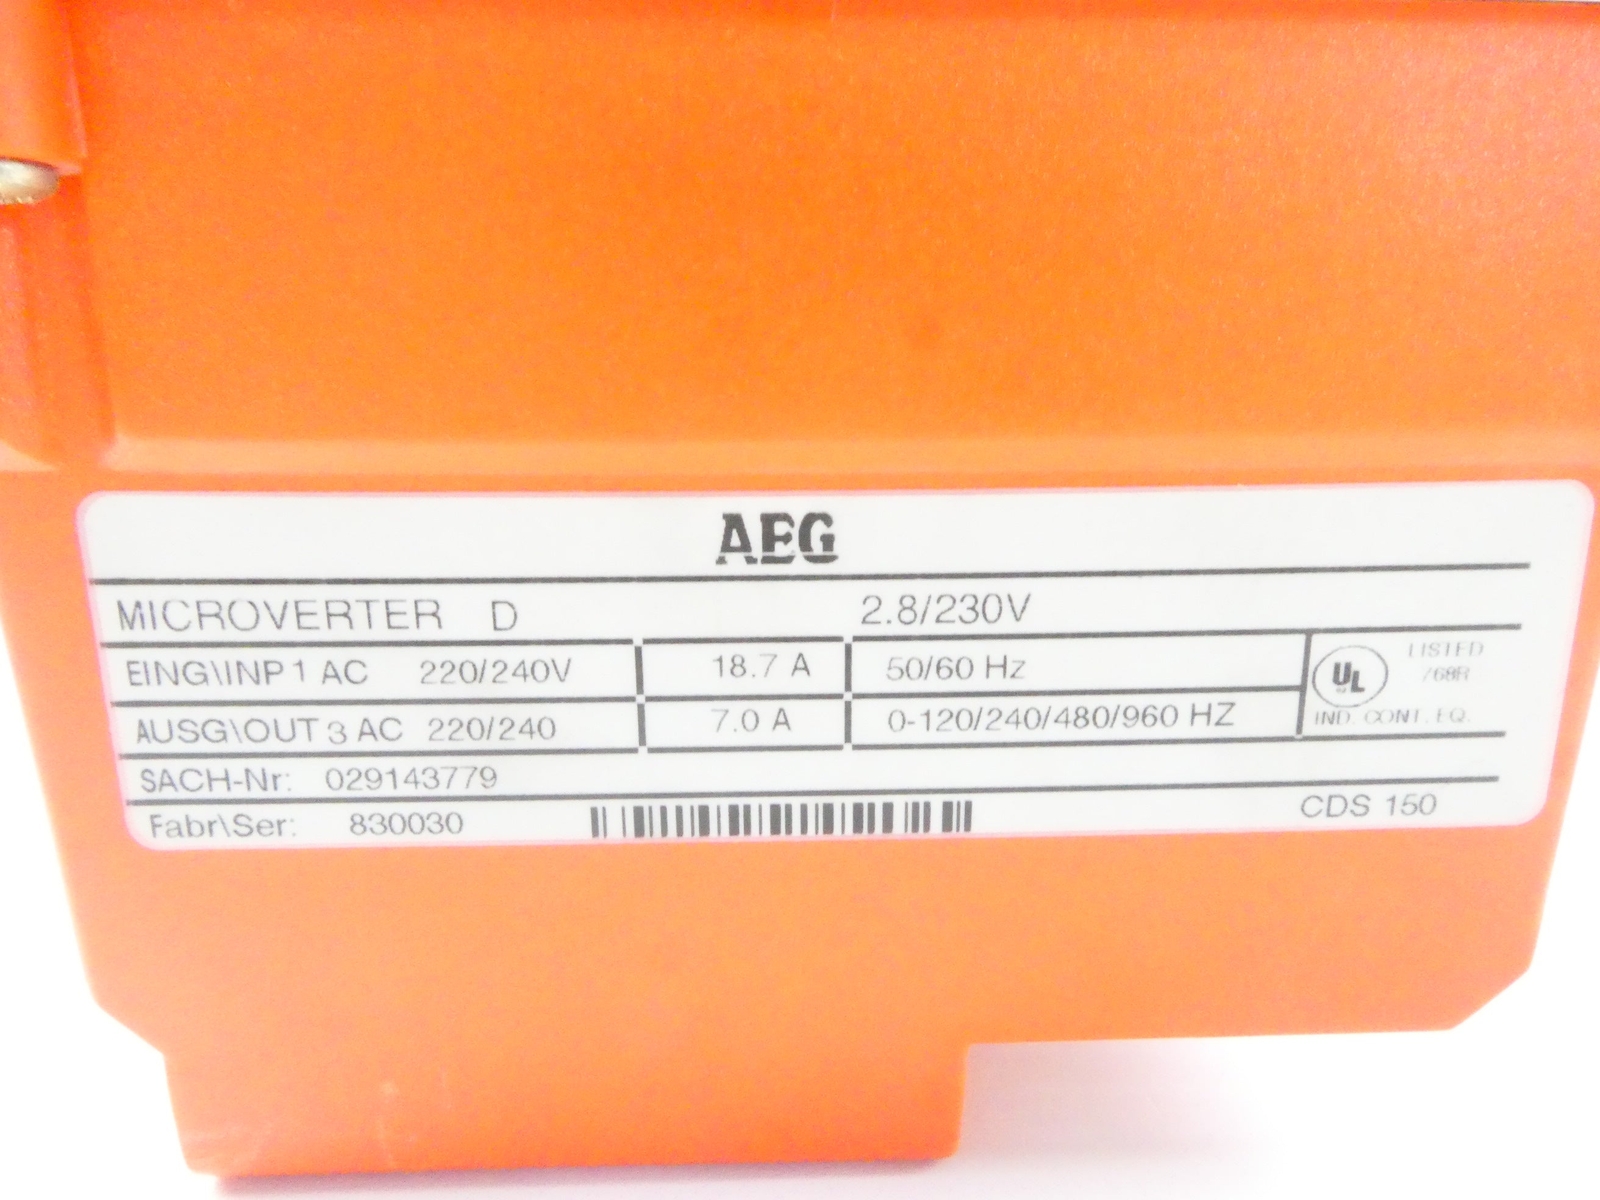 AEG
MICROVERTER D 2.8/230V
EING\INP 1 AC 220/240V 18.7 A 50/60 Hz
AUSG\OUT 3 AC 220/240 7.0 A 0-120/240/480/960 HZ
UL LISTED
768R
IND. CONT. EQ.
SACH-Nr: 029143779
Fabr\Ser: 830030 CDS 150